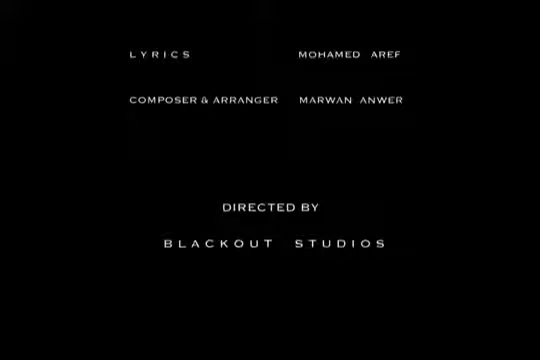 LYRICS MOHAMED AREF
COMPOSER & ARRANGER MARWAN ANWER
DIRECTED BY
BLACKOUT STUDIOS